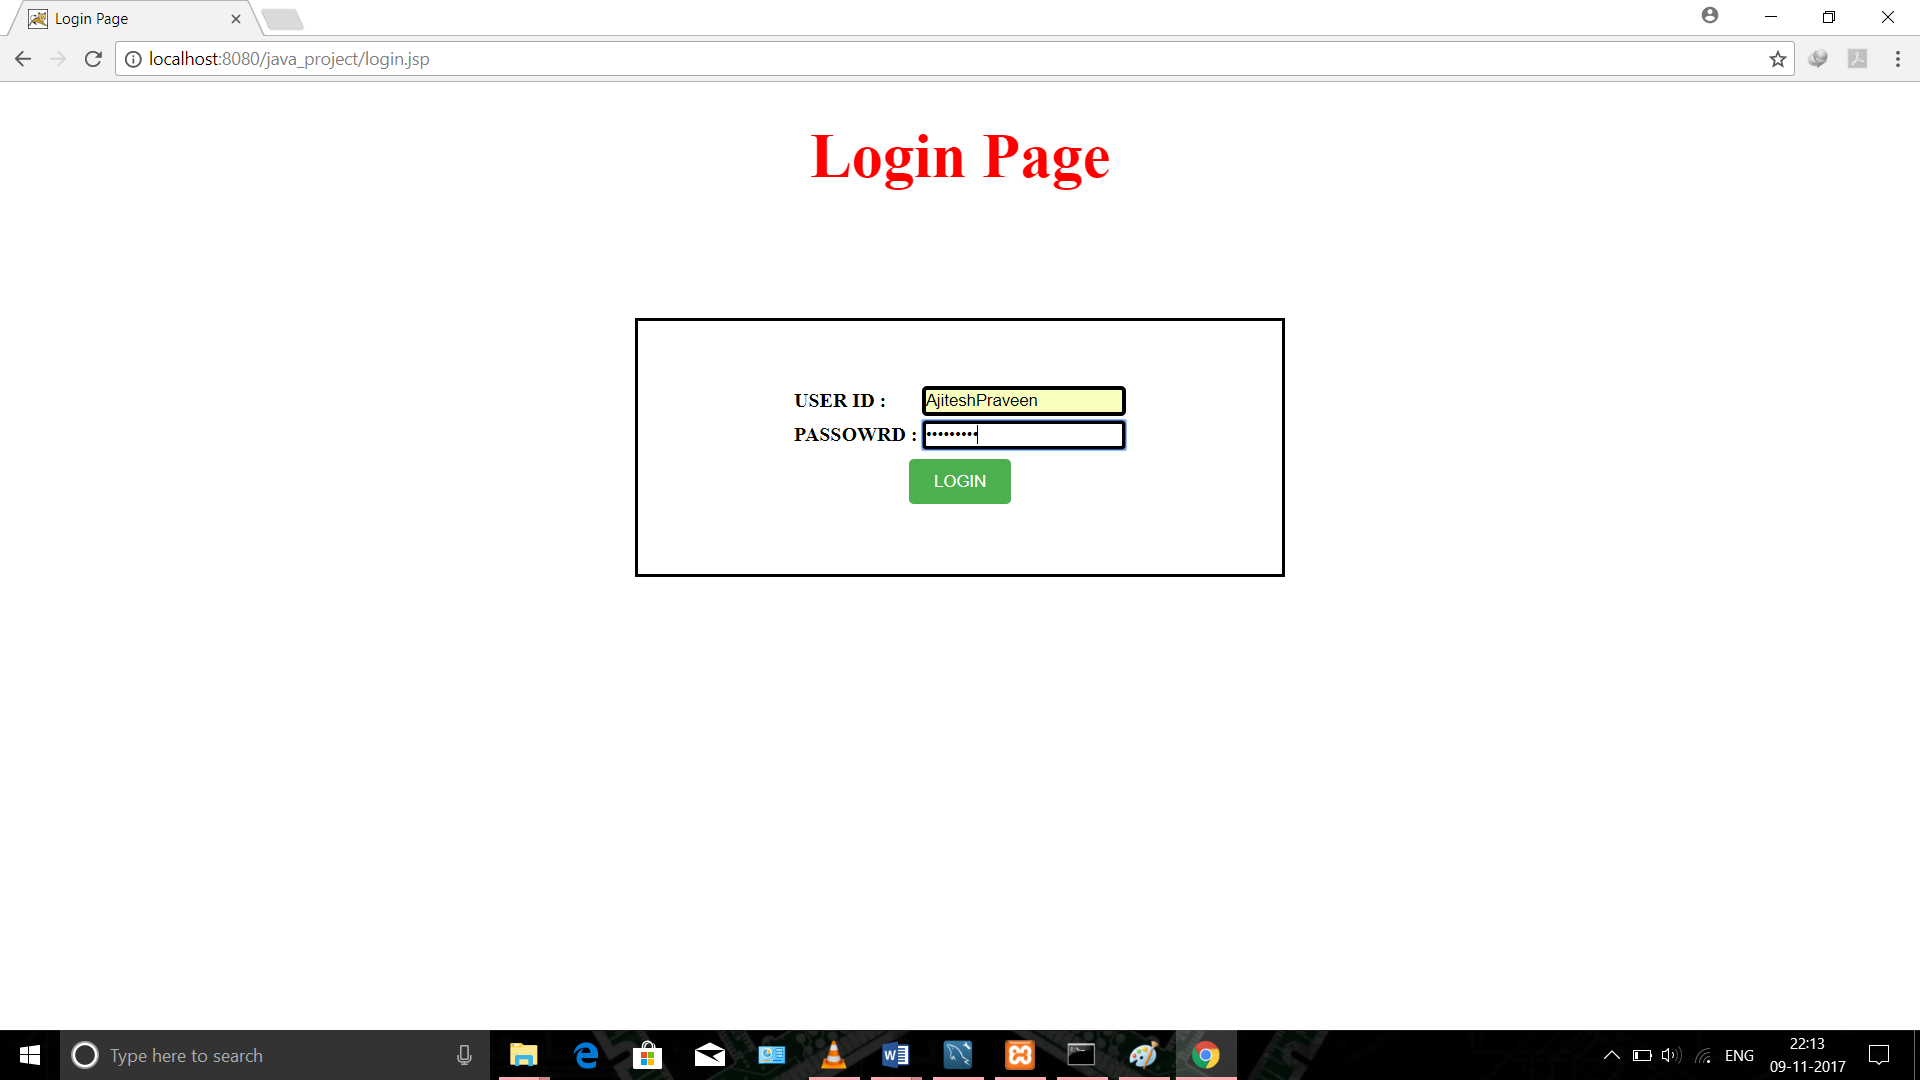 Login Page
localhost:8080/java_project/login.jsp
Login Page
USER ID : AjiteshPraveen
PASSOWRD : •••••••••
LOGIN
Type here to search
ENG
22:13
09-11-2017